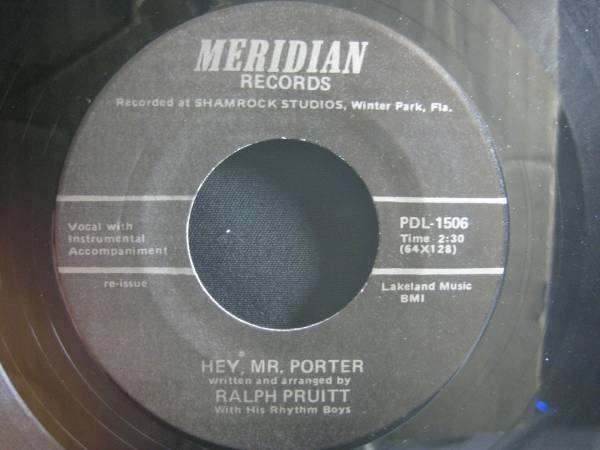 MERIDIAN
RECORDS
Recorded at SHAMROCK STUDIOS, Winter Park, Fla.
Vocal with
Instrumental
Accompaniment
re-issue
PDL-1506
Time 2:30
(64X128)
Lakeland Music
BMI
HEY, MR. PORTER
written and arranged by
RALPH PRUITT
With His Rhythm Boys